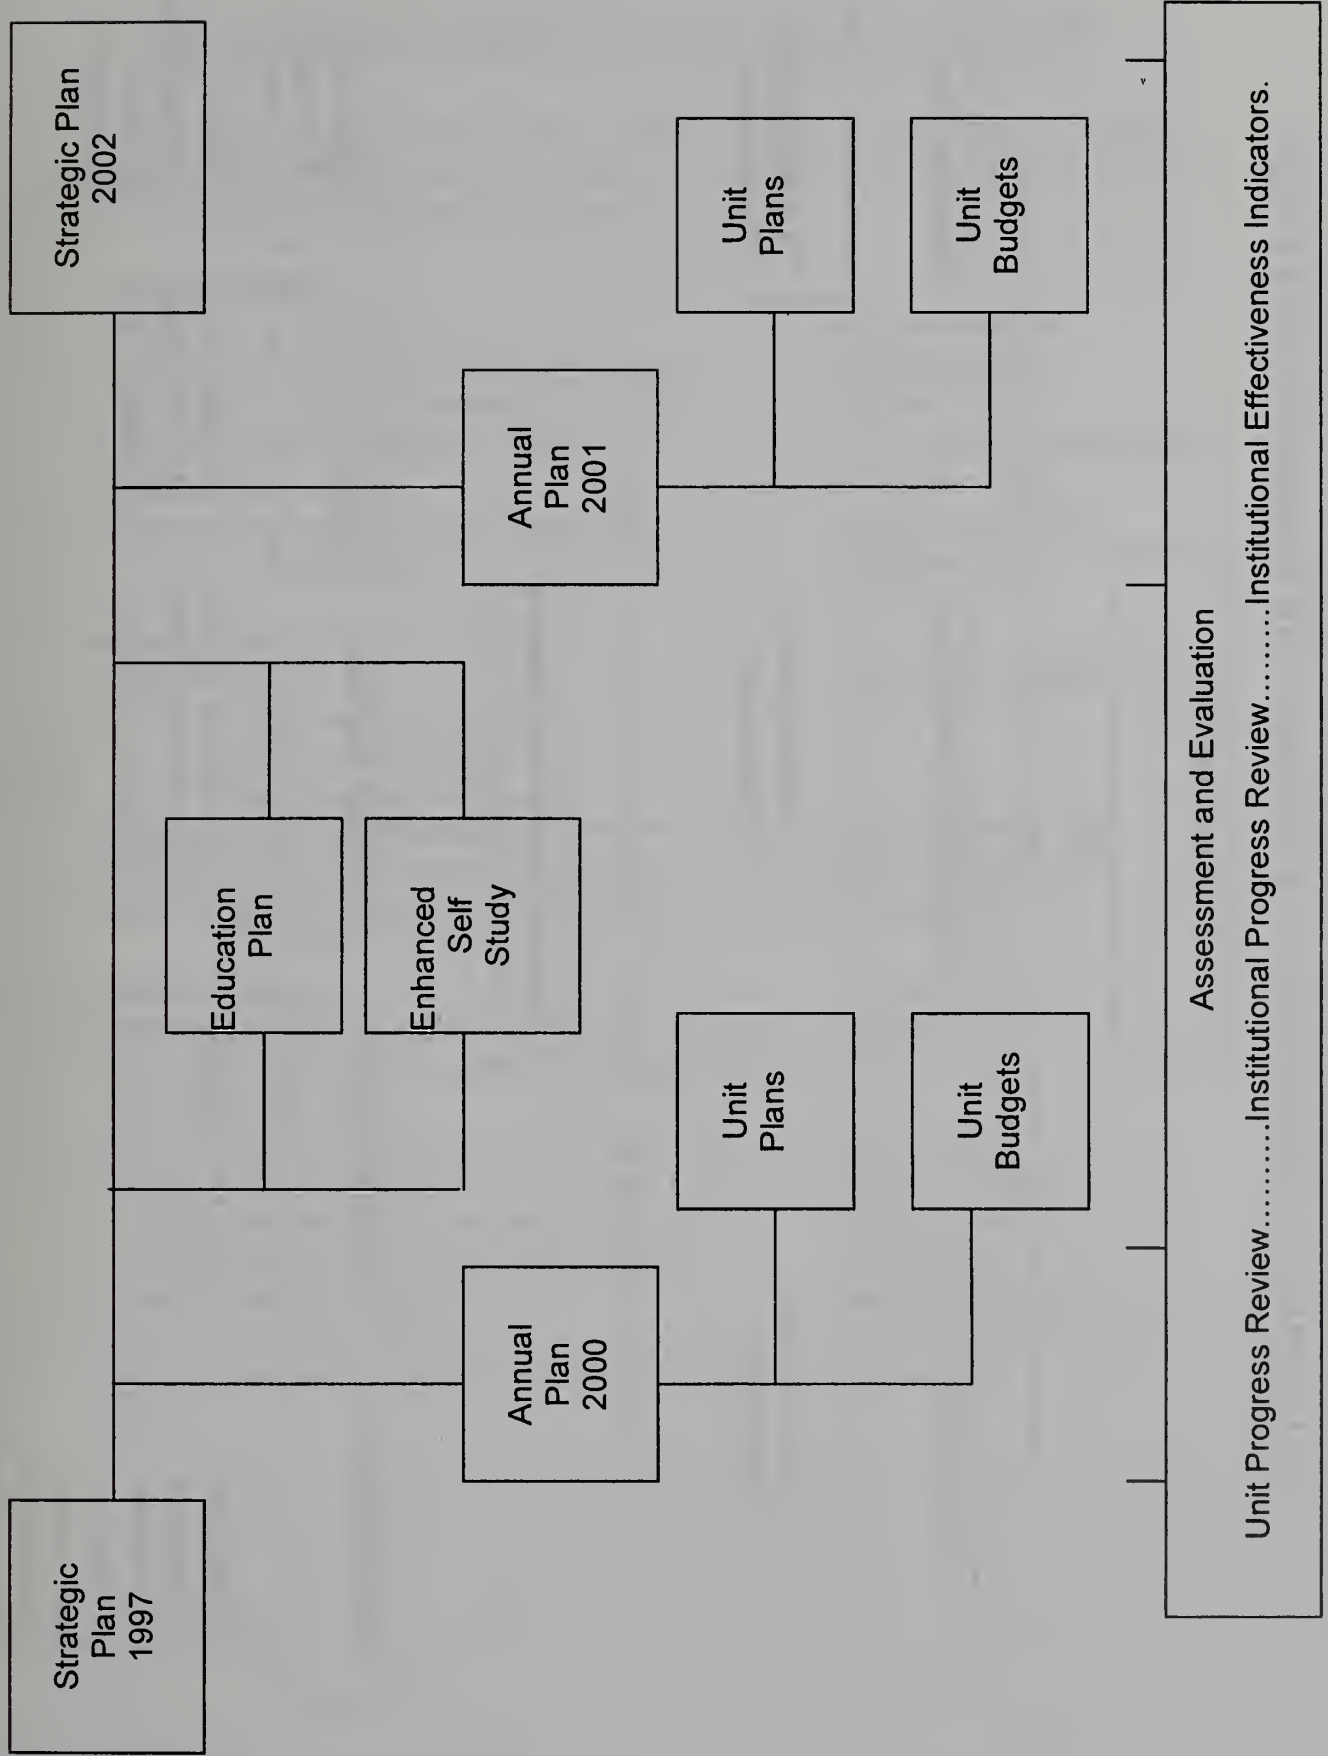 Strategic
Plan
1997
Strategic Plan
2002
Education
Plan
Enhanced
Self
Study
Annual
Plan
2000
Annual
Plan
2001
Unit
Plans
Unit
Plans
Unit
Budgets
Unit
Budgets
Assessment and Evaluation
Unit Progress Review..........Institutional Progress Review.........Institutional Effectiveness Indicators.